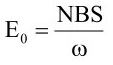 E₀ = NBS/ω